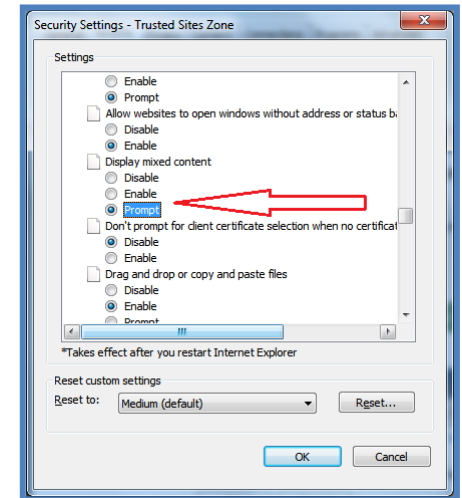 Security Settings - Trusted Sites Zone
Settings
Enable
Prompt
Allow websites to open windows without address or status ba
Disable
Enable
Display mixed content
Disable
Enable
Prompt
Don't prompt for client certificate selection when no certificat
Disable
Enable
Drag and drop or copy and paste files
Disable
Enable
Prompt
*Takes effect after you restart Internet Explorer
Reset custom settings
Reset to: Medium (default) Reset...
OK Cancel